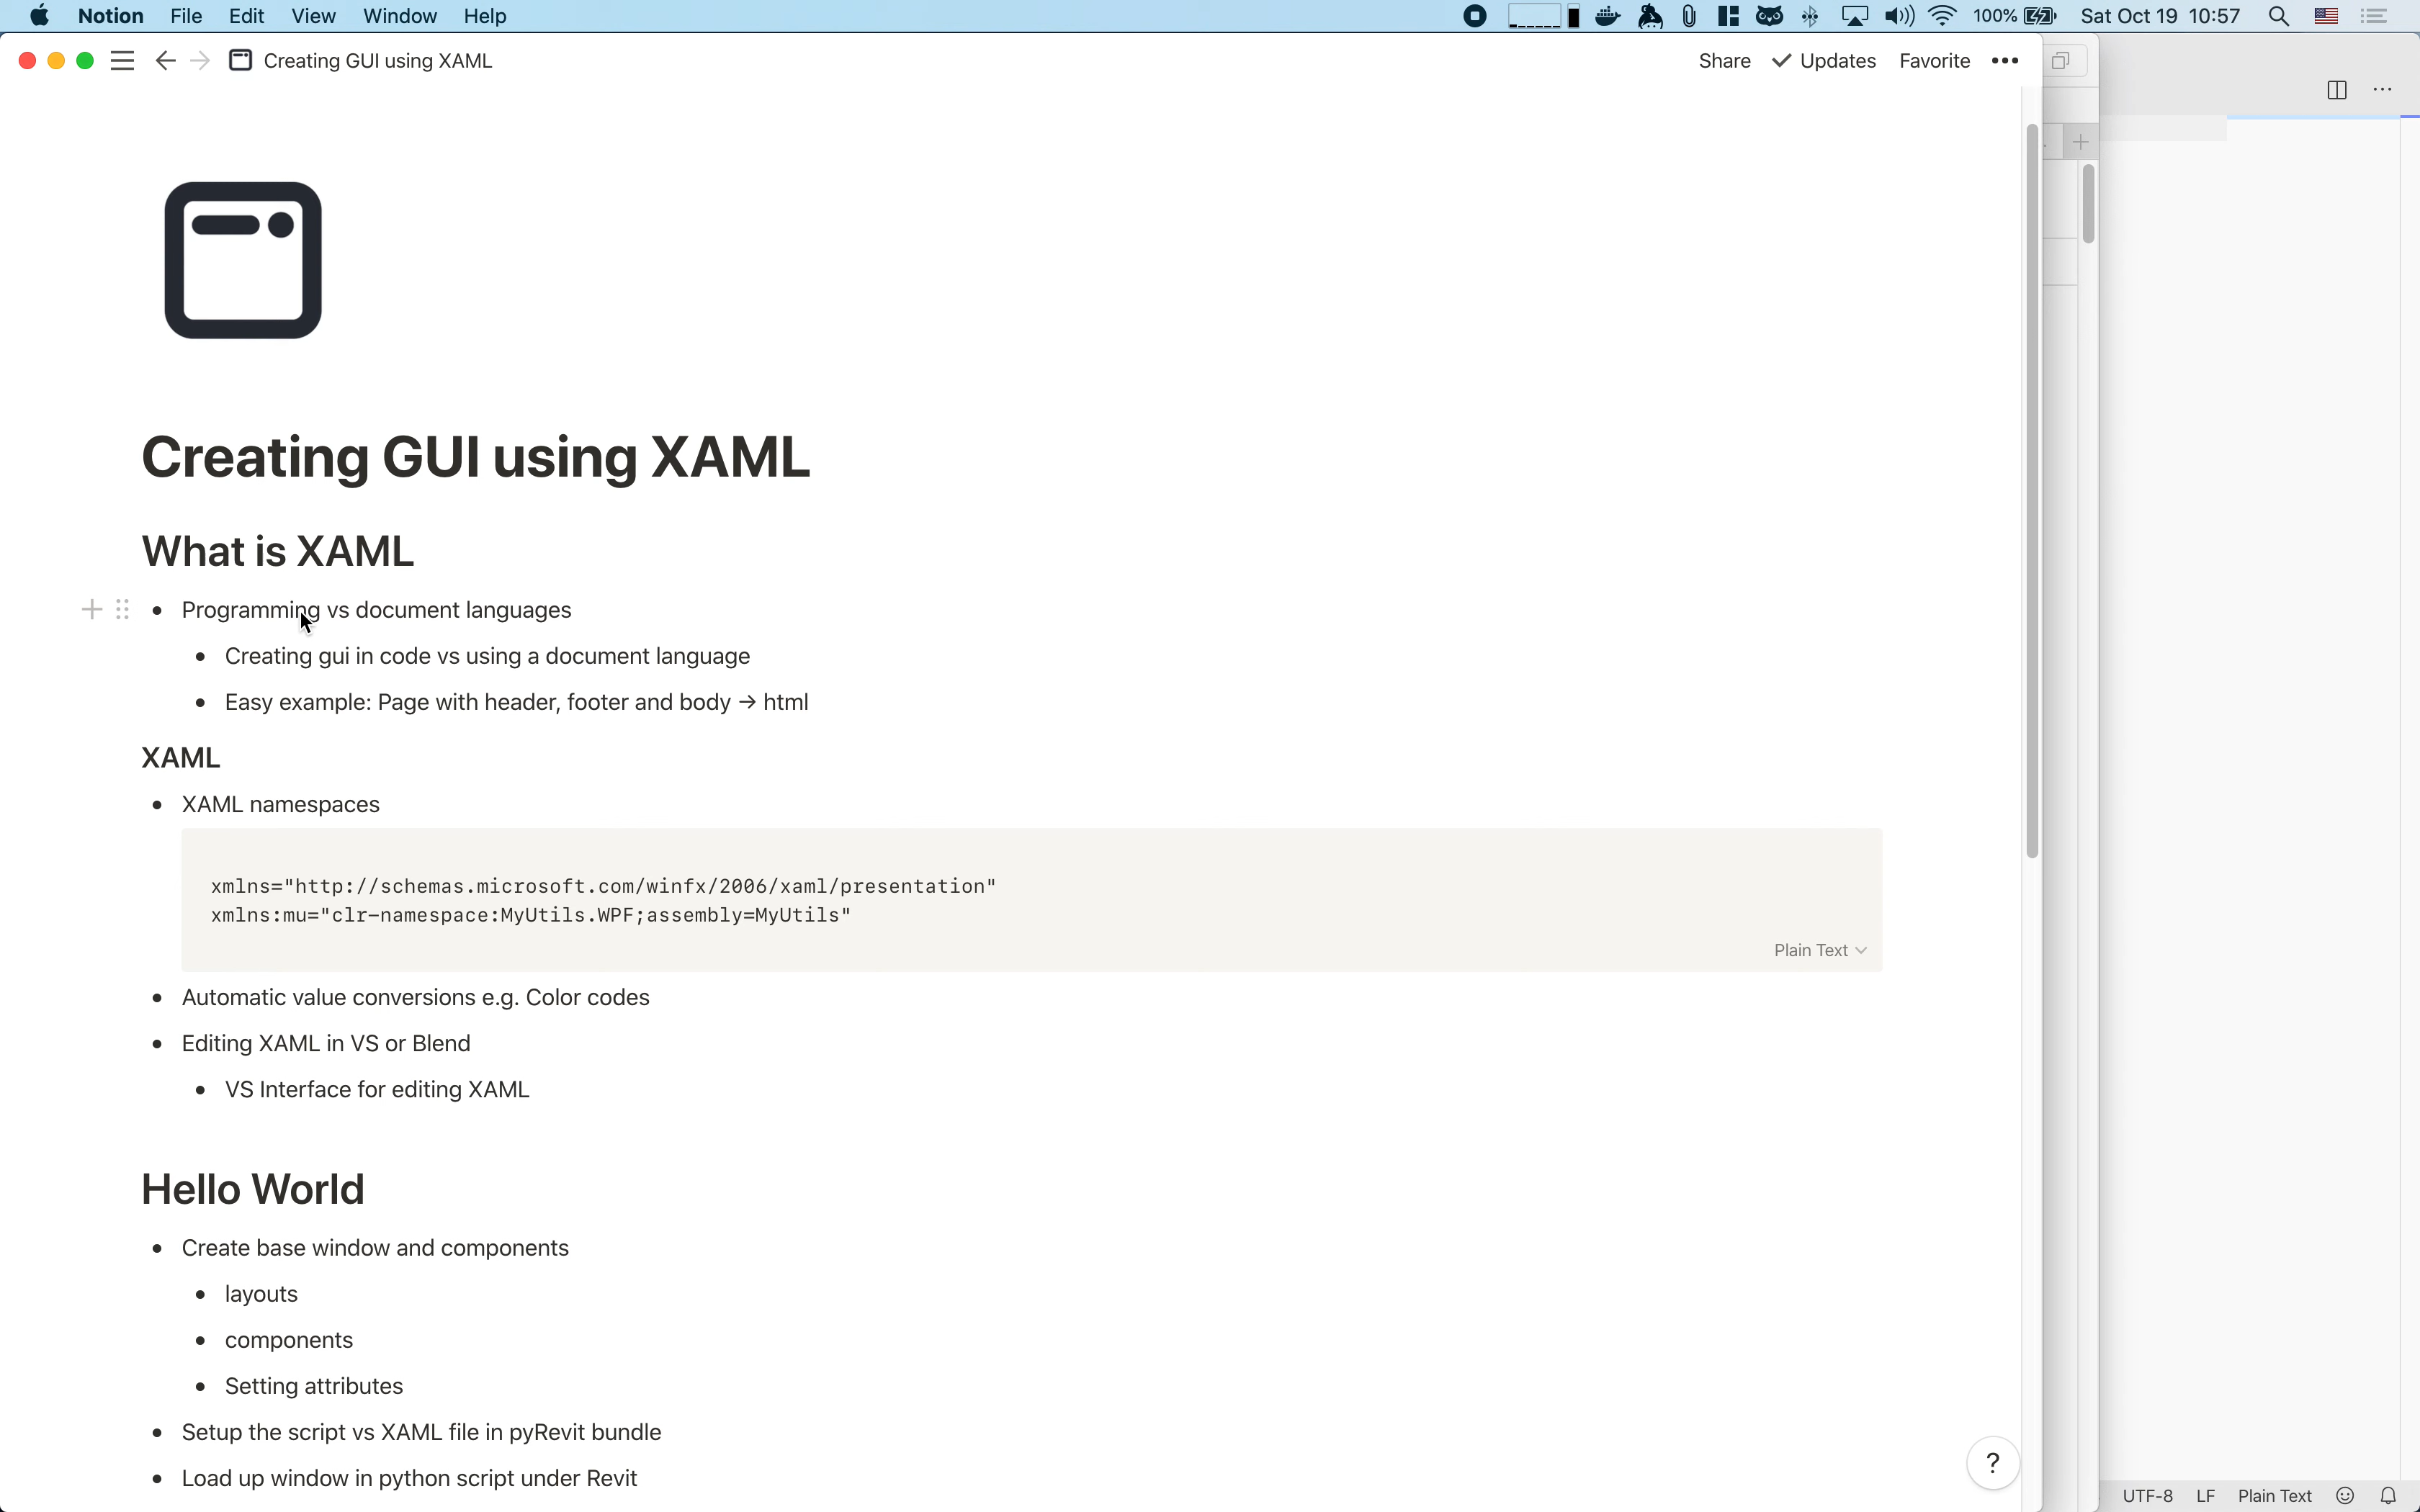 Notion File Edit View Window Help 100% Sat Oct 19 10:57
Creating GUI using XAML Share Updates Favorite
Creating GUI using XAML
What is XAML
Programming vs document languages
Creating gui in code vs using a document language
Easy example: Page with header, footer and body → html
XAML
XAML namespaces
xmlns="http://schemas.microsoft.com/winfx/2006/xaml/presentation"
xmlns:mu="clr-namespace:MyUtils.WPF;assembly=MyUtils"
Plain Text
Automatic value conversions e.g. Color codes
Editing XAML in VS or Blend
VS Interface for editing XAML
Hello World
Create base window and components
layouts
components
Setting attributes
Setup the script vs XAML file in pyRevit bundle
Load up window in python script under Revit
?
UTF-8 LF Plain Text